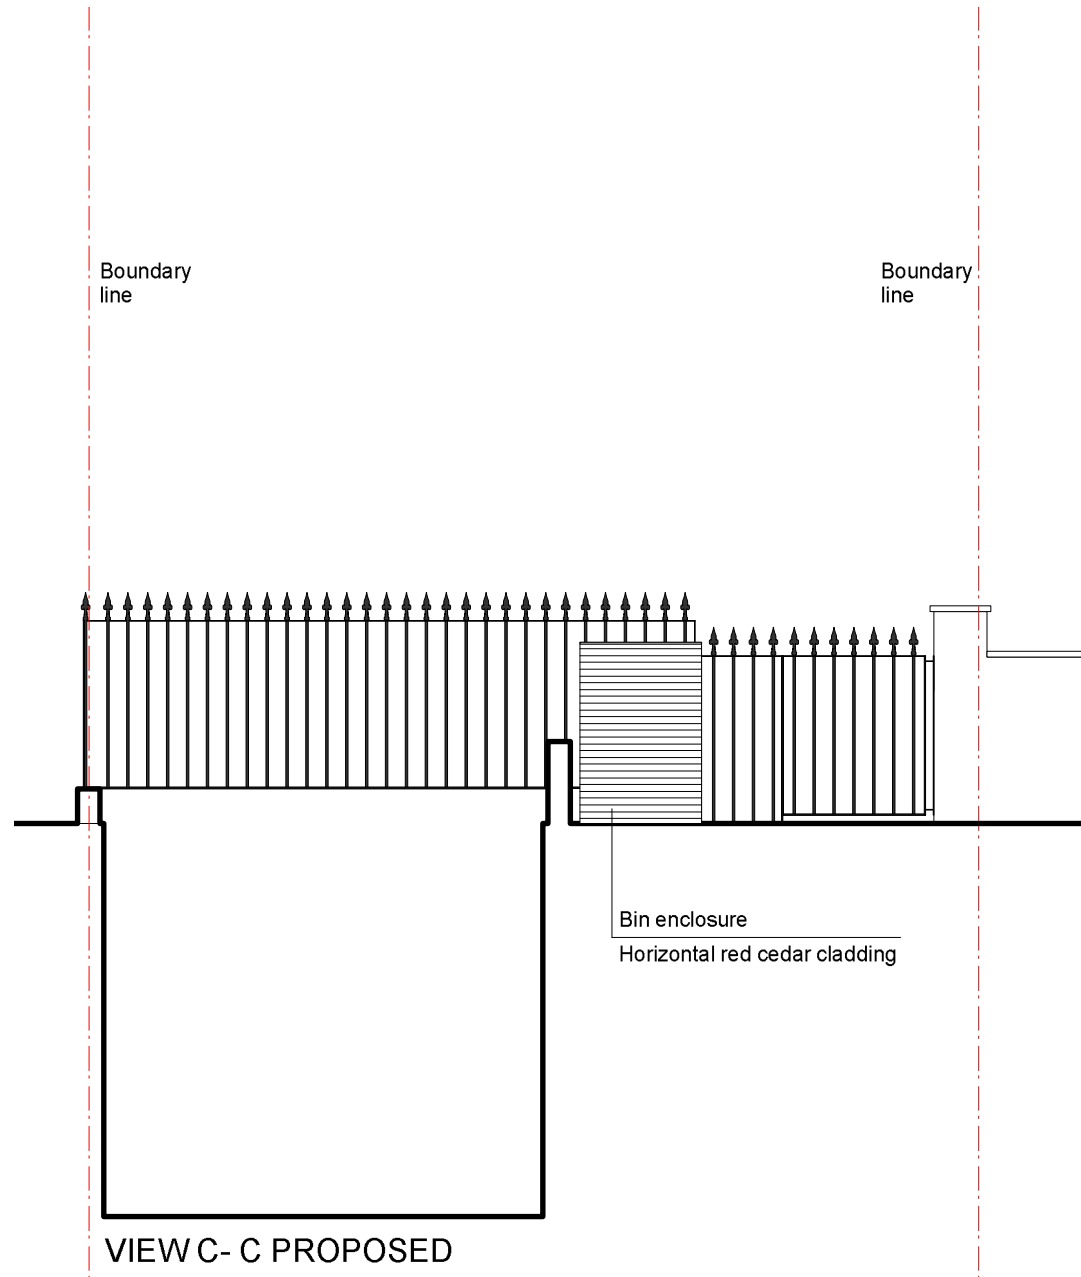 Boundary
line
Boundary
line
Bin enclosure
Horizontal red cedar cladding
VIEW C- C PROPOSED